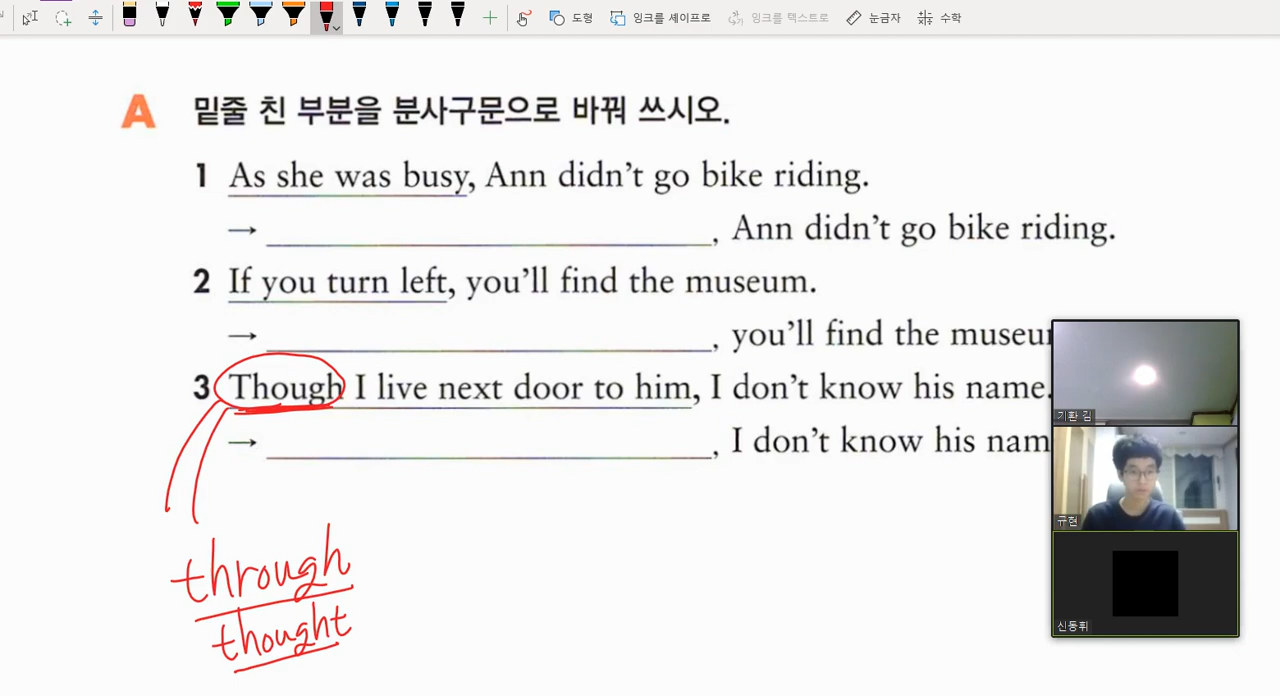 도형 잉크를 셰이프로 잉크를 텍스트로 눈금자 수학
A 밑줄 친 부분을 분사구문으로 바꿔 쓰시오.
1 As she was busy, Ann didn't go bike riding.
→ , Ann didn't go bike riding.
2 If you turn left, you'll find the museum.
→ , you'll find the museu
3 Though I live next door to him, I don't know his name.
→ , I don't know his nam
through
thought
기환 김
규현
신동휘